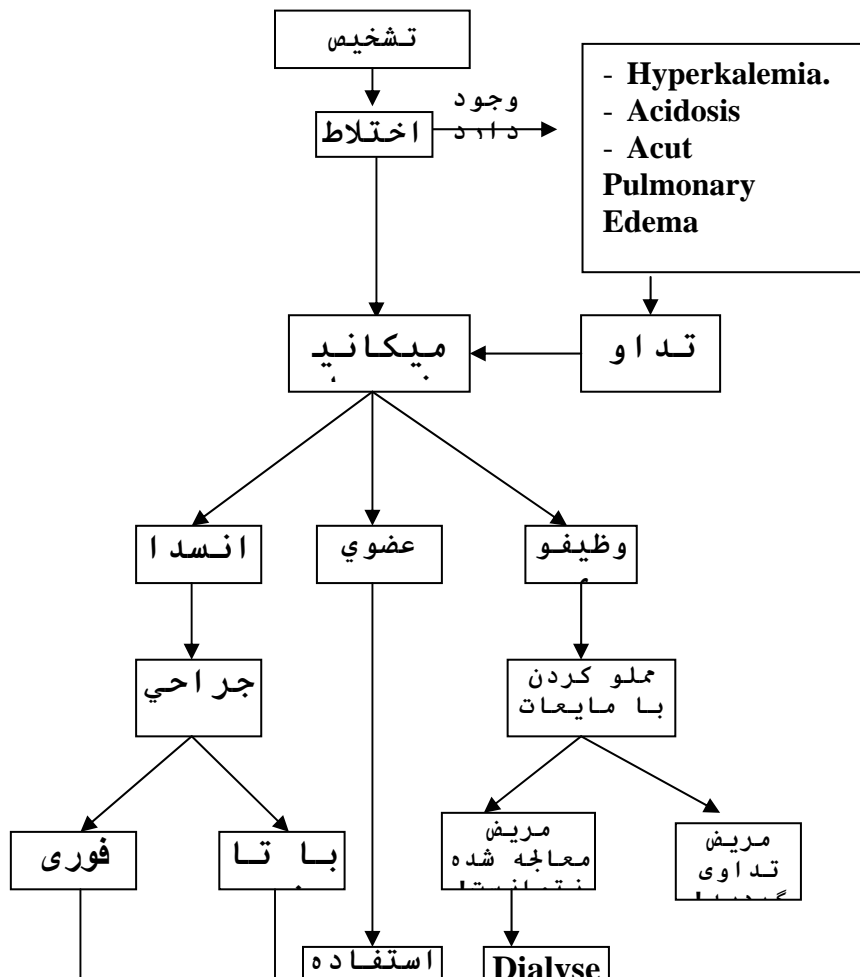 تشخیص
وجود
دارد
اختلاط
- Hyperkalemia.
- Acidosis
- Acut
Pulmonary
Edema
میکانیـ
تداو
انسدا
عضوي
وظیفو
جراحي
مملو کردن
با مایعات
فوری
با تا
مریض
معالجه شده
مریض
تداوی
استفاده
Dialyse